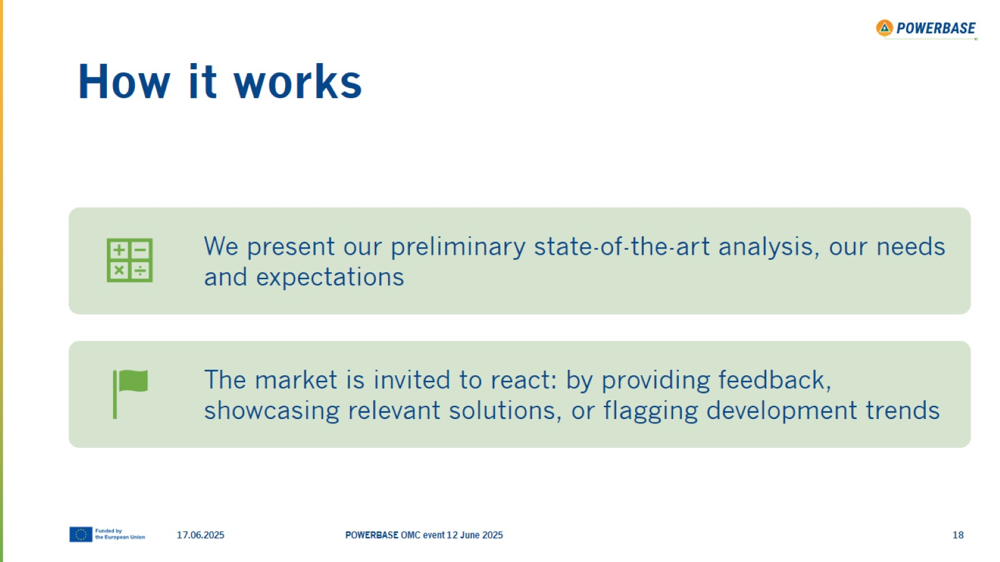 POWERBASE
How it works
We present our preliminary state-of-the-art analysis, our needs
and expectations
The market is invited to react: by providing feedback,
showcasing relevant solutions, or flagging development trends
Funded by
the European Union
17.06.2025
POWERBASE OMC event 12 June 2025
18